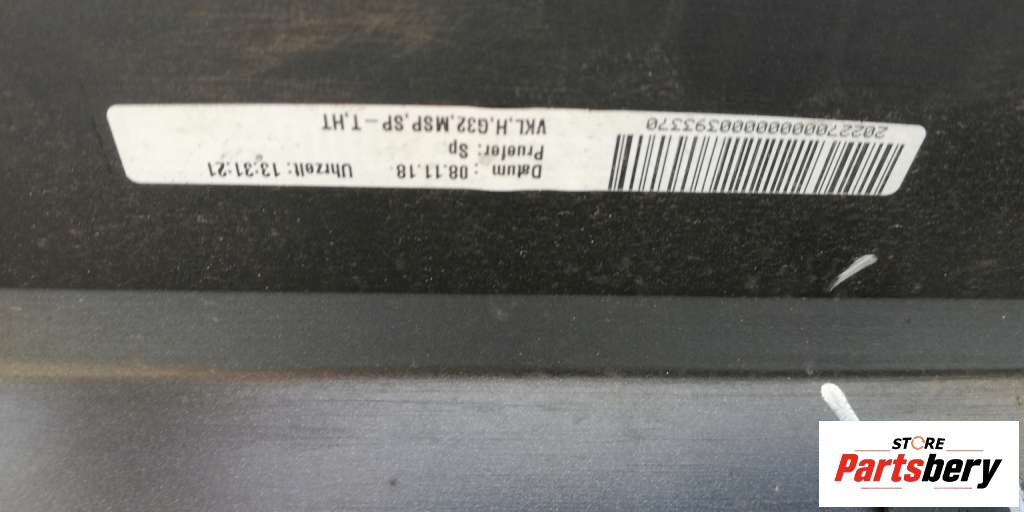 2022700000000393370
Datum : 08.11.18 Uhrzeit: 13:31:21
Pruefer: Sp
VKL,H,G32,MSP,SP-T,HT
STORE
Partsbery